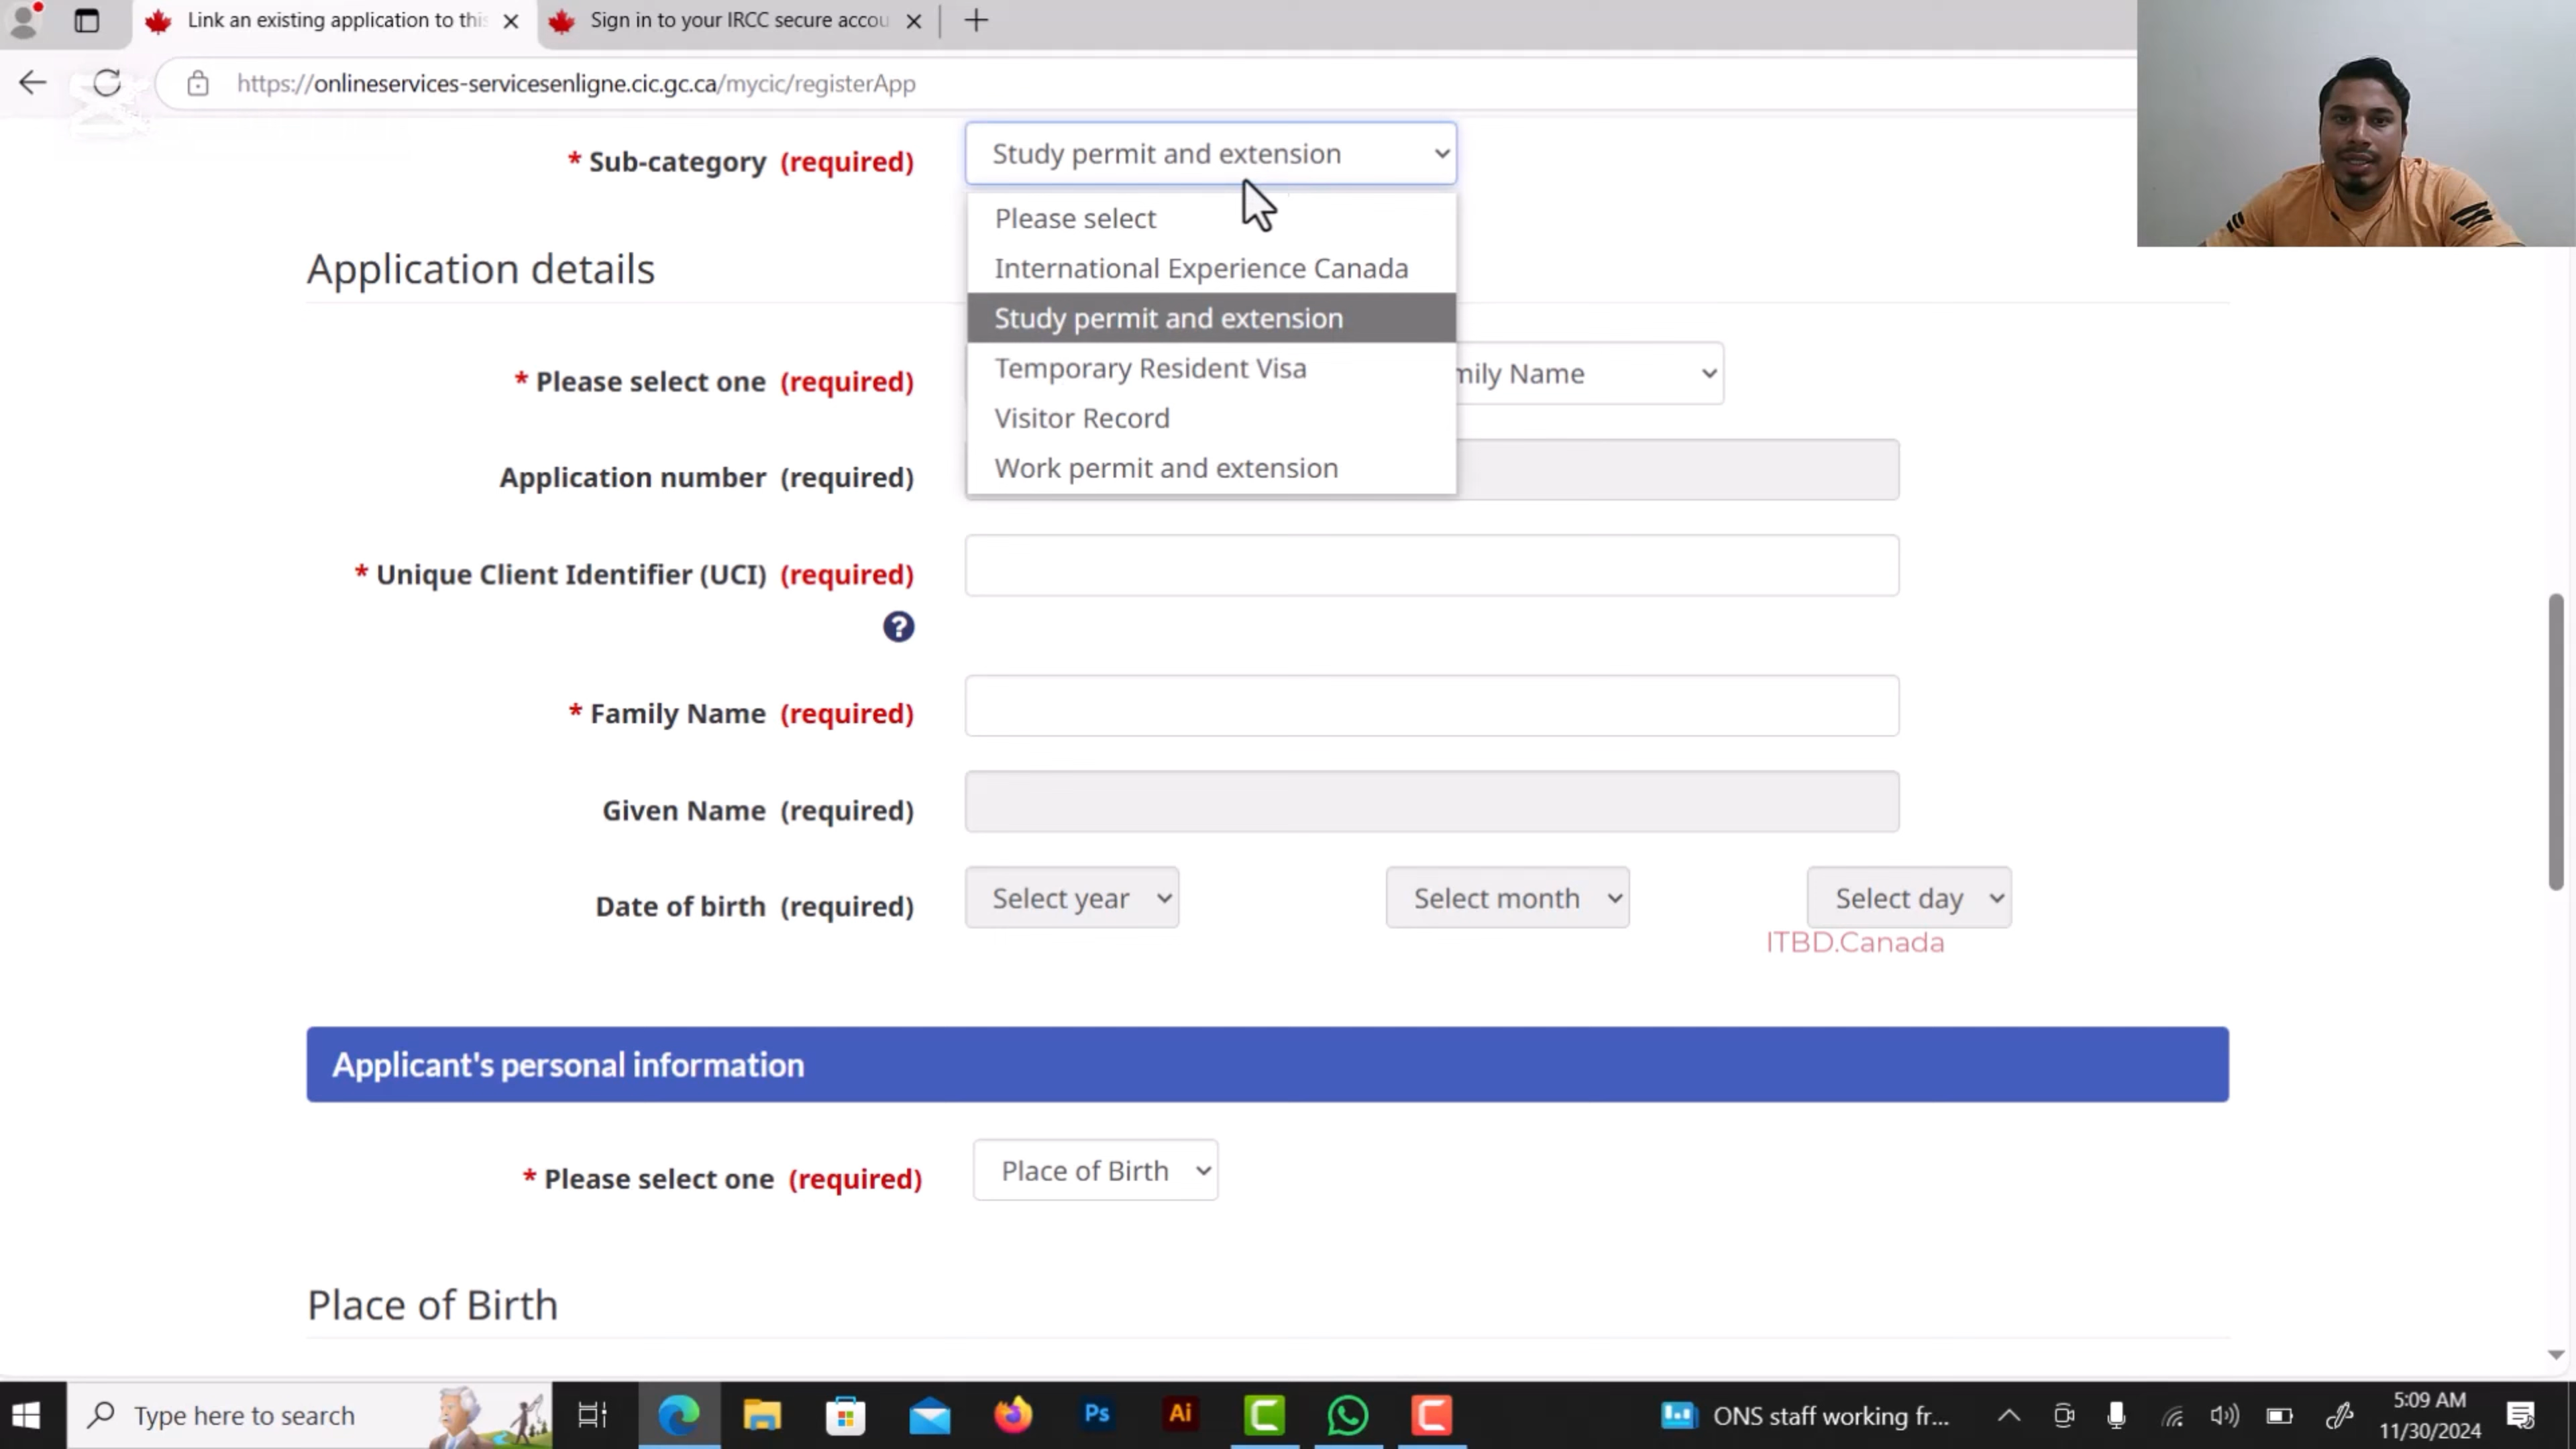 Link an existing application to this
Sign in to your IRCC secure accou
https://onlineservices-servicesenligne.cic.gc.ca/mycic/registerApp
* Sub-category (required)
Study permit and extension
Please select
International Experience Canada
Study permit and extension
Temporary Resident Visa
Visitor Record
Work permit and extension
Application details
* Please select one (required)
mily Name
Application number (required)
* Unique Client Identifier (UCI) (required)
?
* Family Name (required)
Given Name (required)
Date of birth (required)
Select year
Select month
Select day
ITBD.Canada
Applicant's personal information
* Please select one (required)
Place of Birth
Place of Birth
Type here to search
Ps
Ai
ONS staff working fr...
5:09 AM
11/30/2024